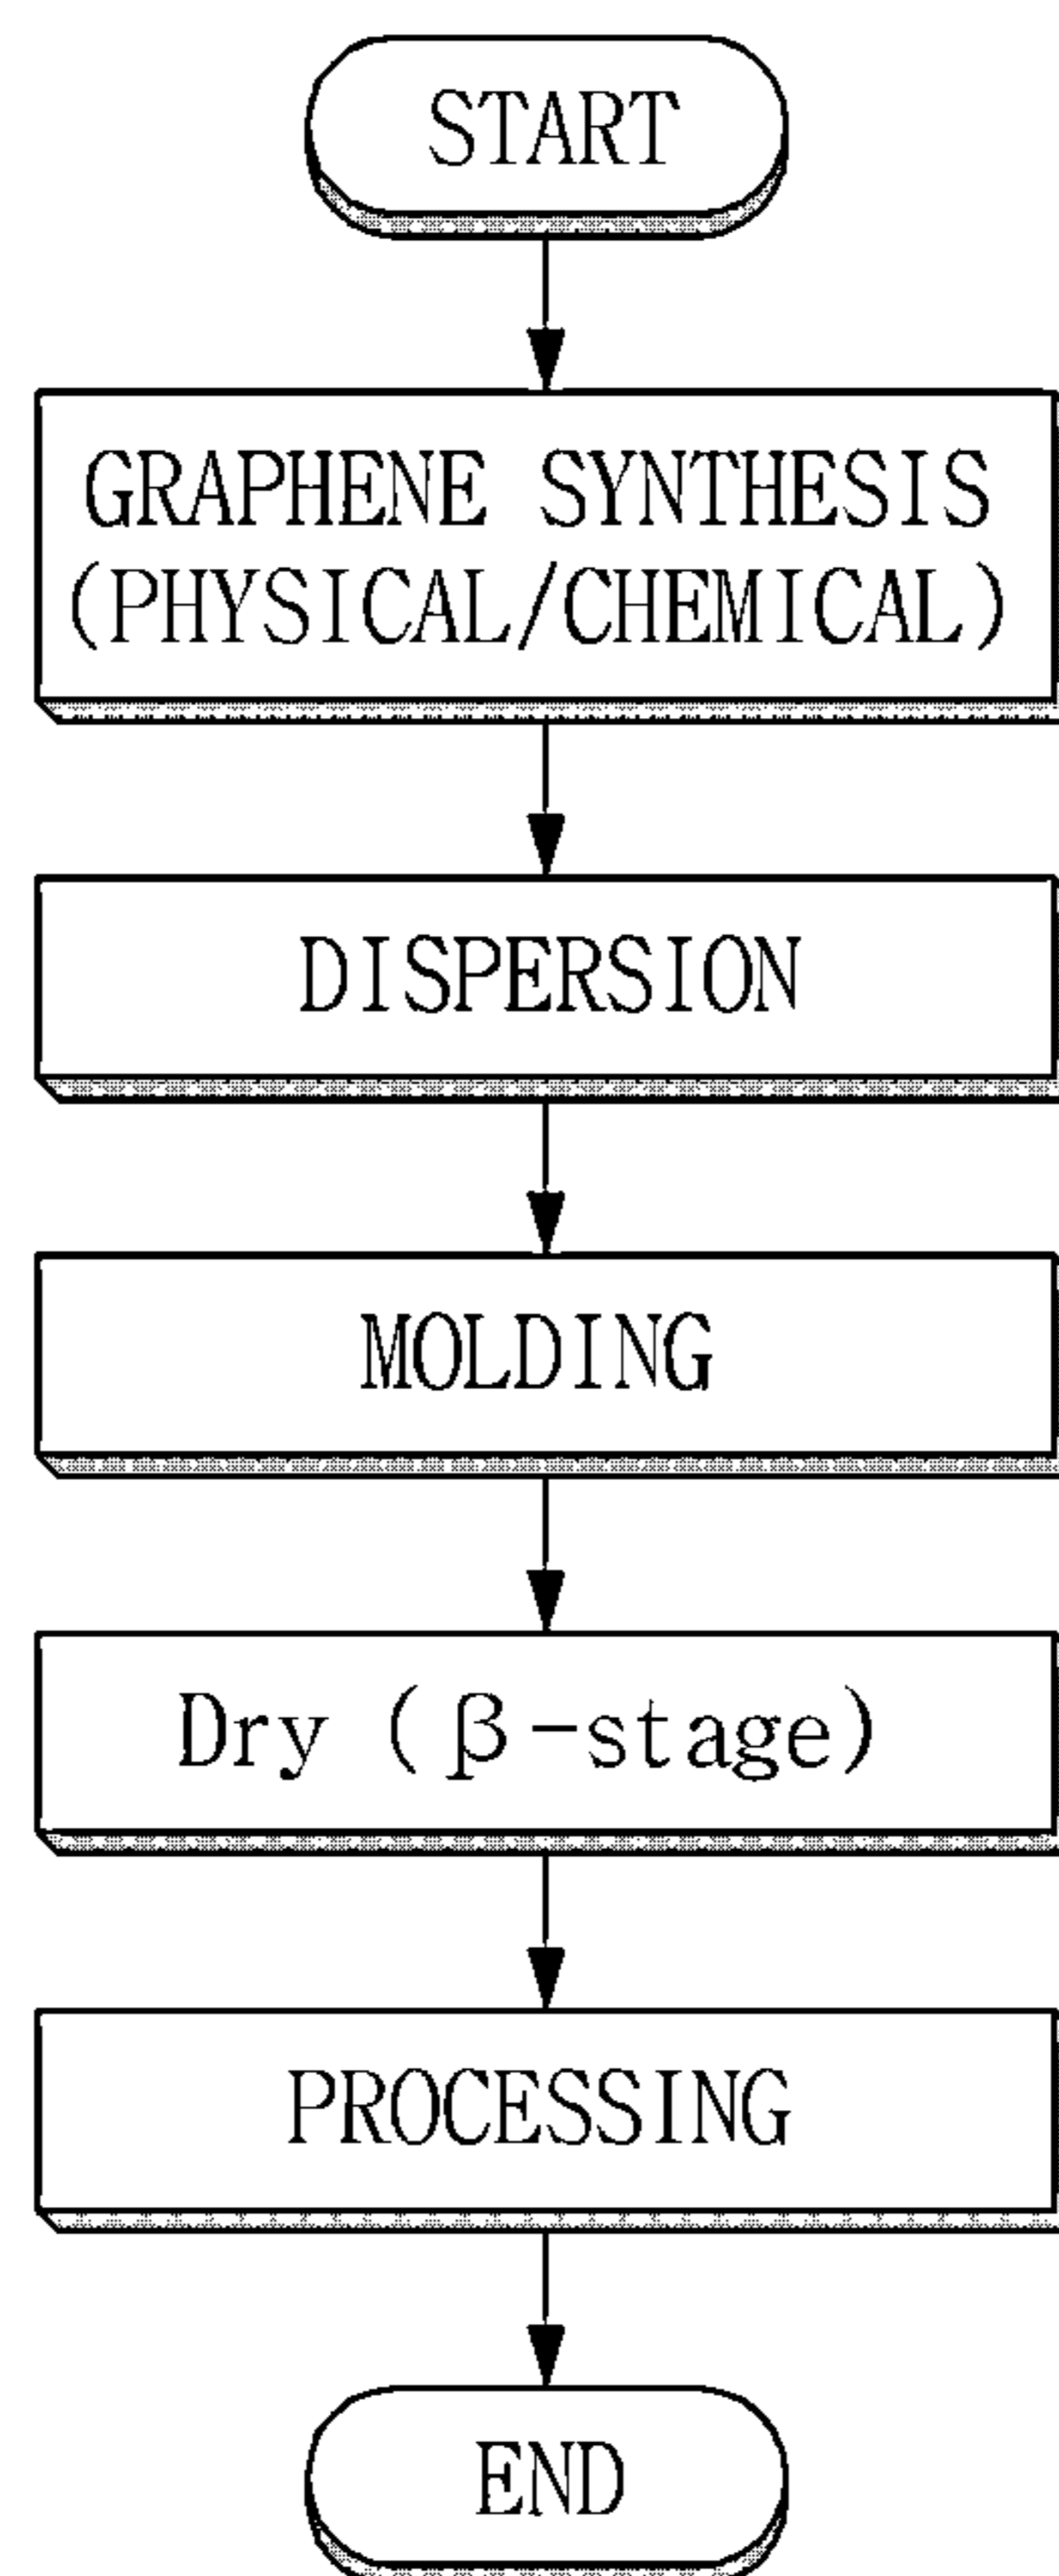 START
GRAPHENE SYNTHESIS
(PHYSICAL/CHEMICAL)
DISPERSION
MOLDING
Dry (β-stage)
PROCESSING
END